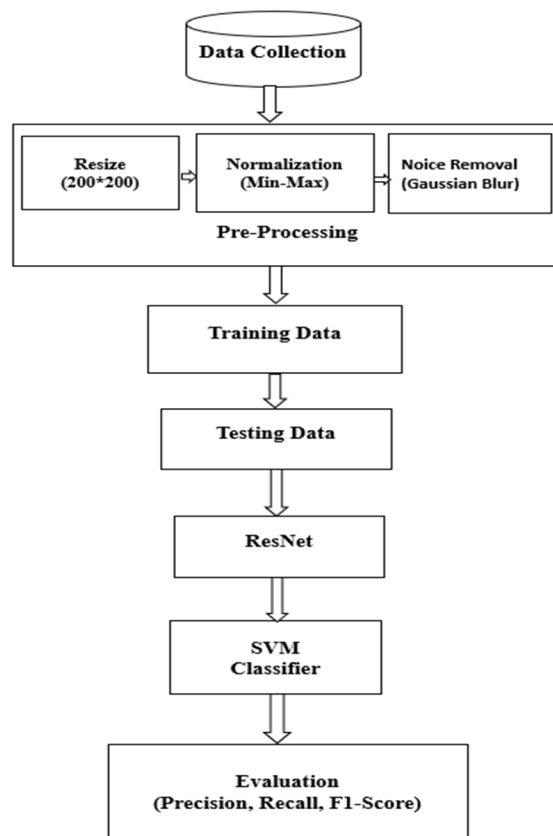 Data Collection
Resize
(200*200)
Normalization
(Min-Max)
Noice Removal
(Gaussian Blur)
Pre-Processing
Training Data
Testing Data
ResNet
SVM
Classifier
Evaluation
(Precision, Recall, F1-Score)